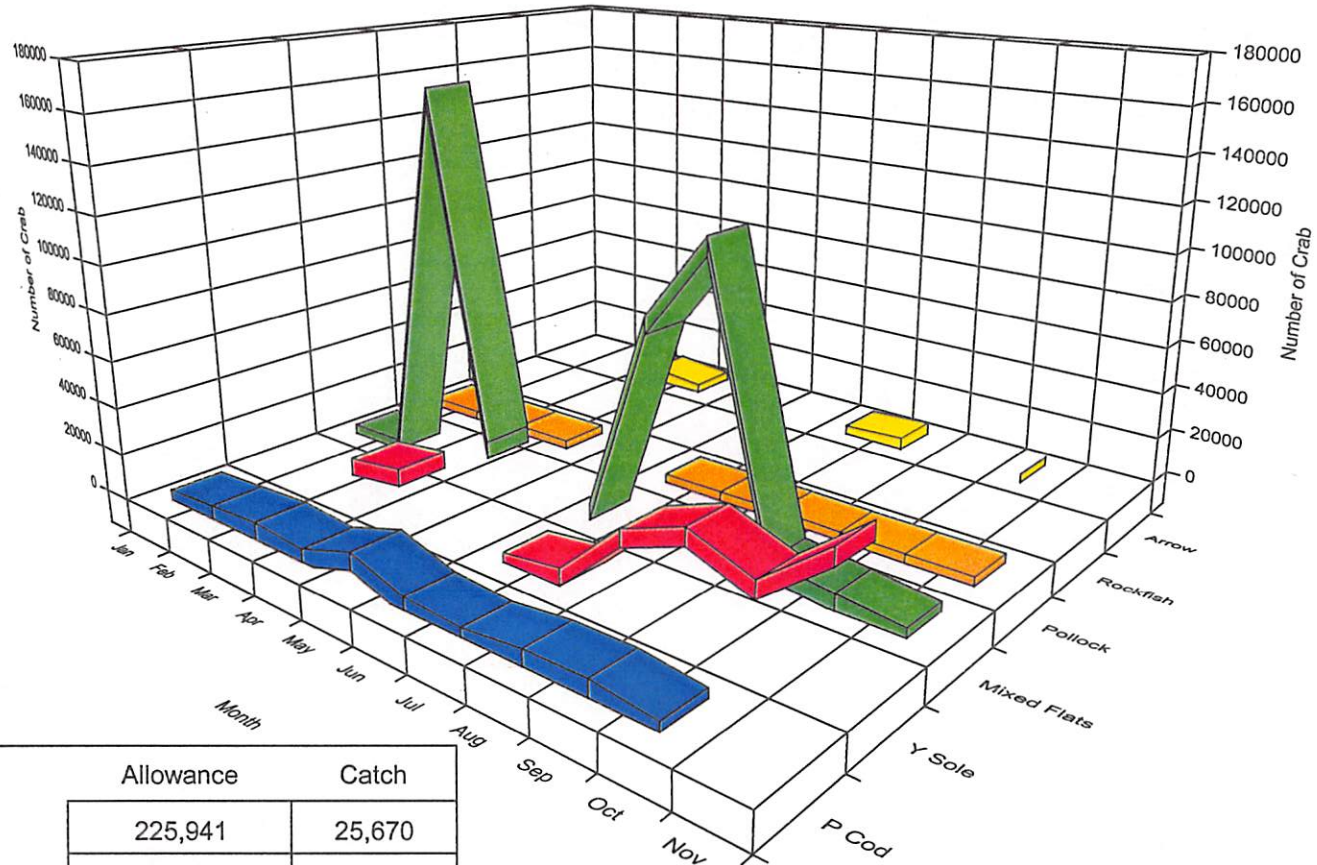 180000
160000
140000
120000
100000
80000
60000
40000
20000
0
Number of Crab
180000
160000
140000
120000
100000
80000
60000
40000
20000
0
Number of Crab
Jan
Feb
Mar
Apr
May
Jun
Jul
Aug
Sep
Oct
Nov
Month
Arrow
Rockfish
Pollock
Mixed Flats
Y Sole
P Cod
Allowance Catch
225,941 25,670